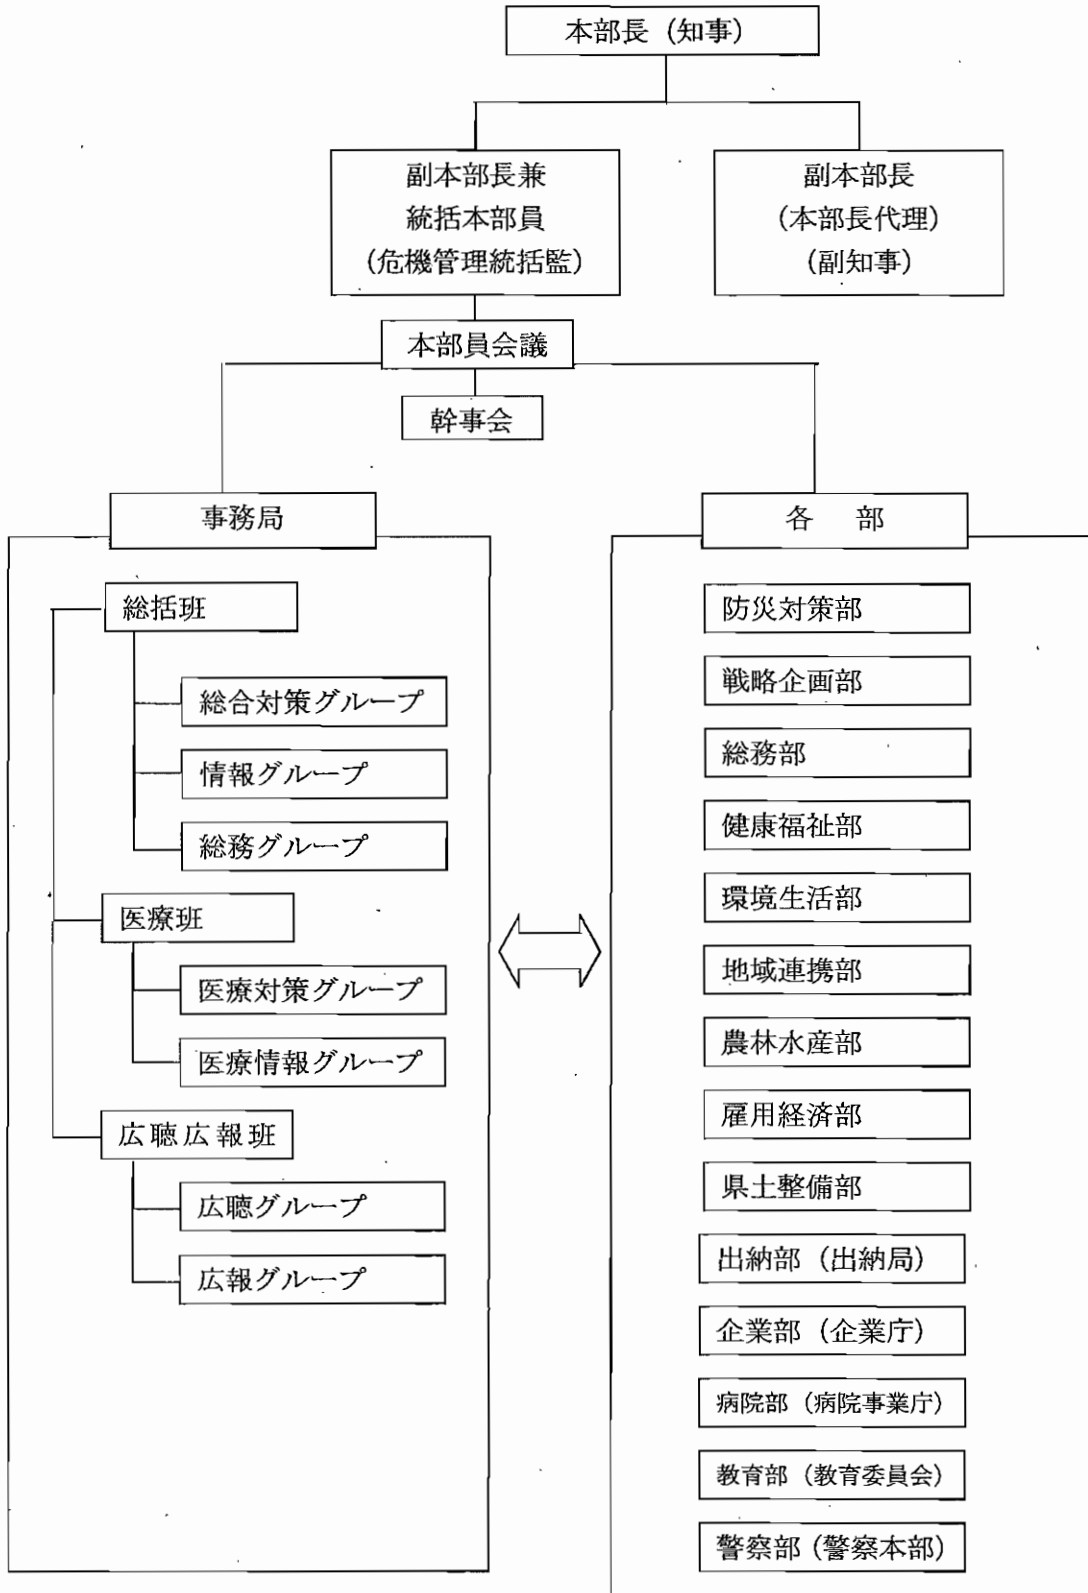 本部長（知事）
副本部長兼
統括本部員
（危機管理統括監）
副本部長
（本部長代理）
（副知事）
本部員会議
幹事会
事務局
総括班
総合対策グループ
情報グループ
総務グループ
医療班
医療対策グループ
医療情報グループ
広聴広報班
広聴グループ
広報グループ
各　部
防災対策部
戦略企画部
総務部
健康福祉部
環境生活部
地域連携部
農林水産部
雇用経済部
県土整備部
出納部（出納局）
企業部（企業庁）
病院部（病院事業庁）
教育部（教育委員会）
警察部（警察本部）